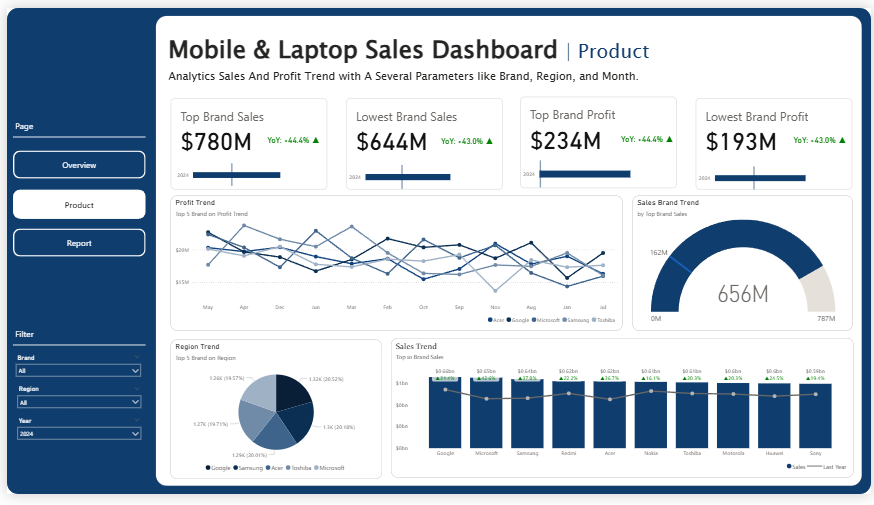 Mobile & Laptop Sales Dashboard | Product
Analytics Sales And Profit Trend with A Several Parameters like Brand, Region, and Month.
Page
Overview
Product
Report
Filter
Brand
All
Region
All
Year
2024
Top Brand Sales
$780M
YoY: +44.4% ▲
2024
Lowest Brand Sales
$644M
YoY: +43.0% ▲
2024
Top Brand Profit
$234M
YoY: +44.4% ▲
2024
Lowest Brand Profit
$193M
YoY: +43.0% ▲
2024
Profit Trend
Top 5 Brand on Profit Trend
$20M
$15M
May Apr Dec Jun Mar Feb Oct Sep Nov Aug Jan Jul
Acer Google Microsoft Samsung Toshiba
Sales Brand Trend
by Top Brand Sales
162M
656M
0M
787M
Region Trend
Top 5 Brand on Region
1.26K (19.57%)
1.32K (20.52%)
1.27K (19.71%)
1.3K (20.18%)
1.29K (20.01%)
Google Samsung Acer Toshiba Microsoft
Sales Trend
Top 10 Brand Sales
$0.66bn $0.65bn $0.64bn $0.62bn $0.62bn $0.61bn $0.61bn $0.6bn $0.6bn $0.59bn
▲22.2% ▲36.7% ▲16.1% ▲20.3% ▲20.3% ▲24.5% ▲19.4%
$1bn
$0bn
$0bn
$0bn
Google Microsoft Samsung Redmi Acer Nokia Toshiba Motorola Huawei Sony
Sales Last Year